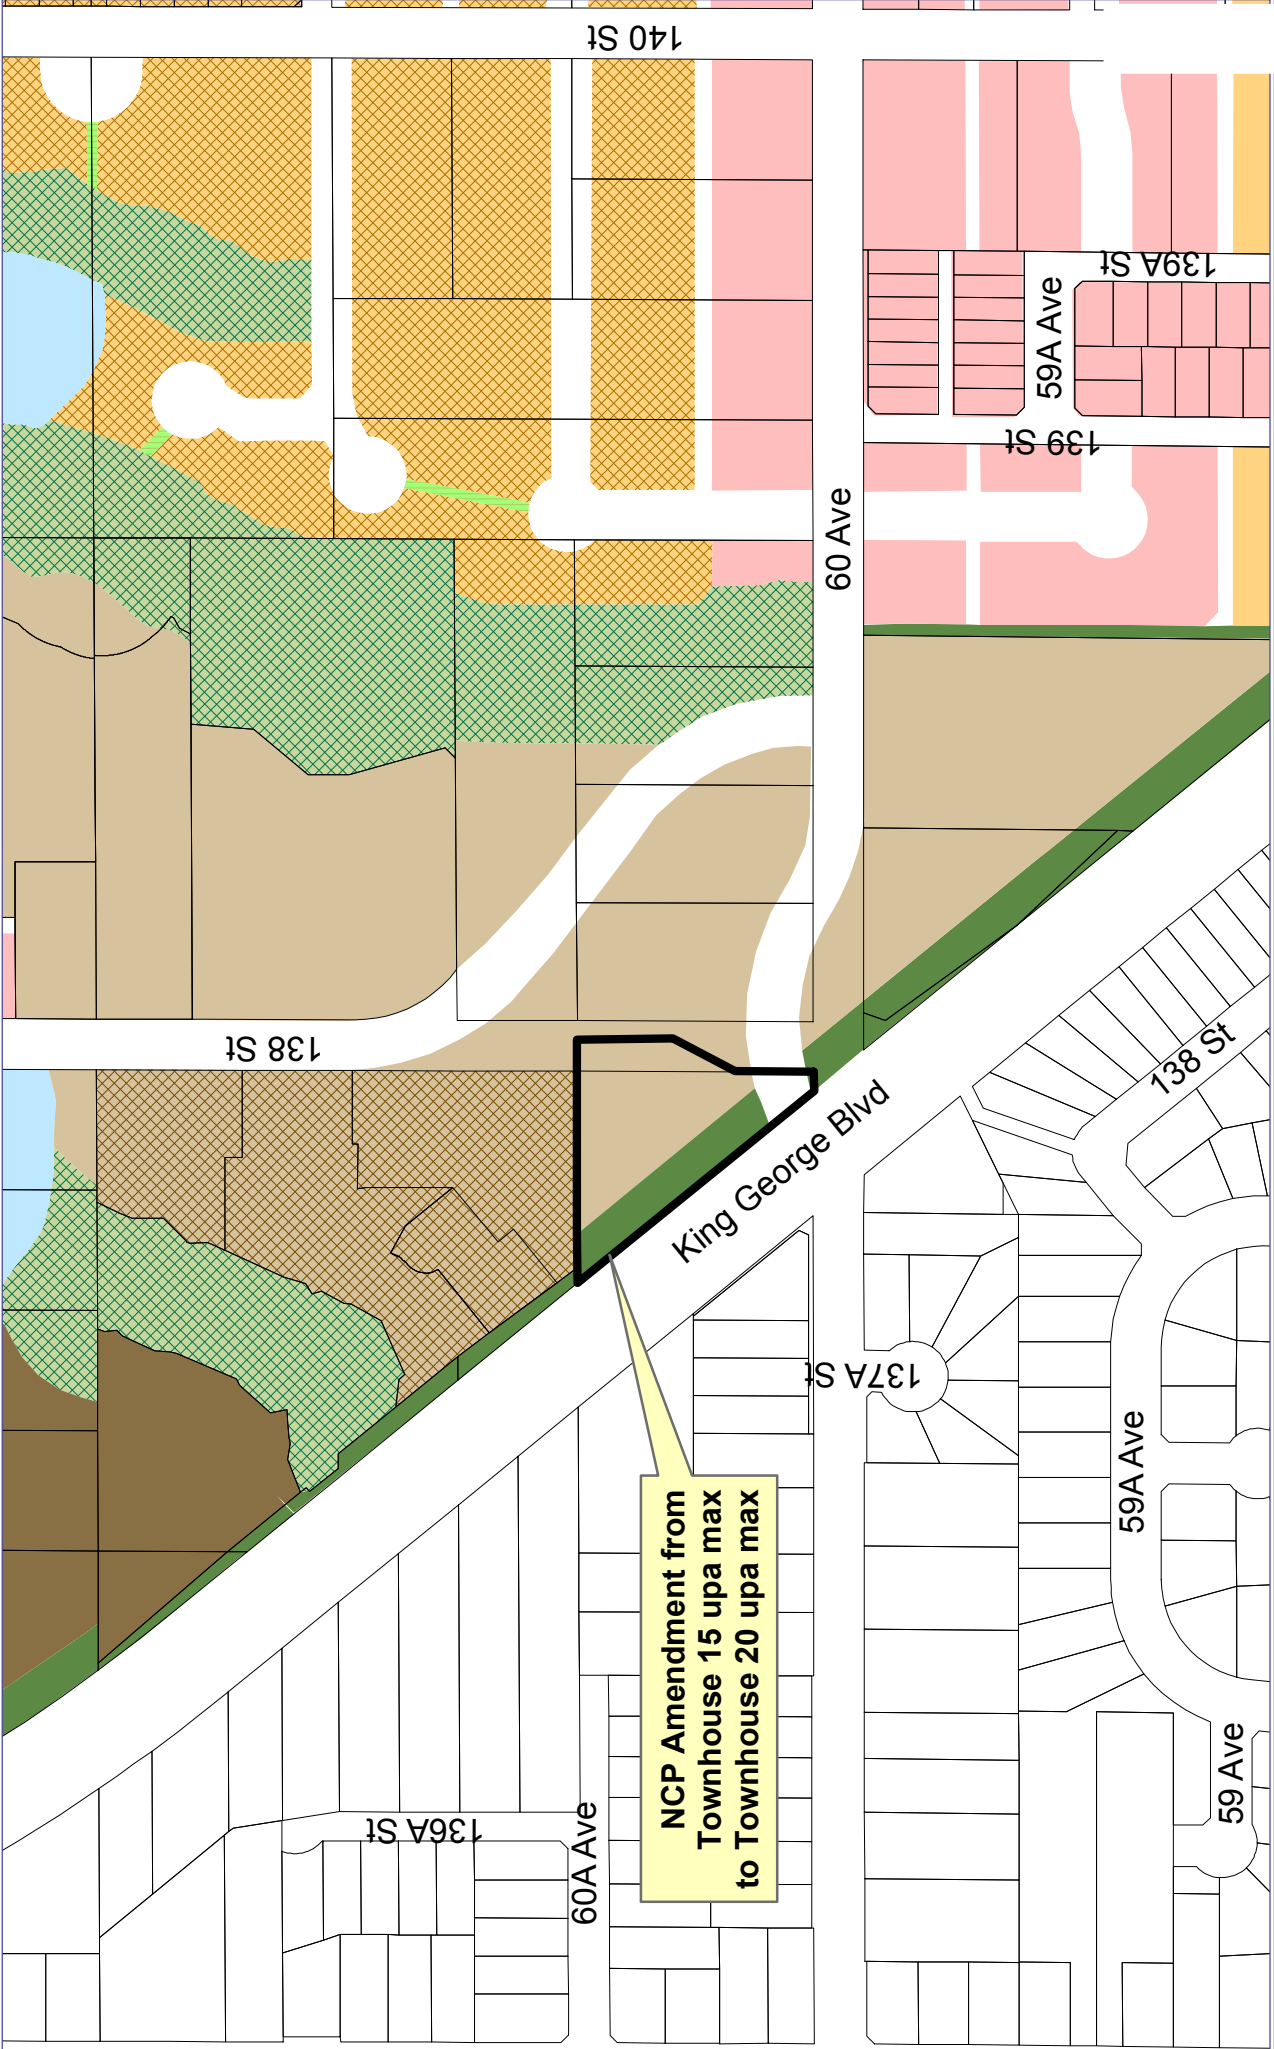 140 St
139A St
59A Ave
139 St
60 Ave
138 St
138 St
King George Blvd
137A St
59A Ave
NCP Amendment from
Townhouse 15 upa max
to Townhouse 20 upa max
59 Ave
136A St
60A Ave